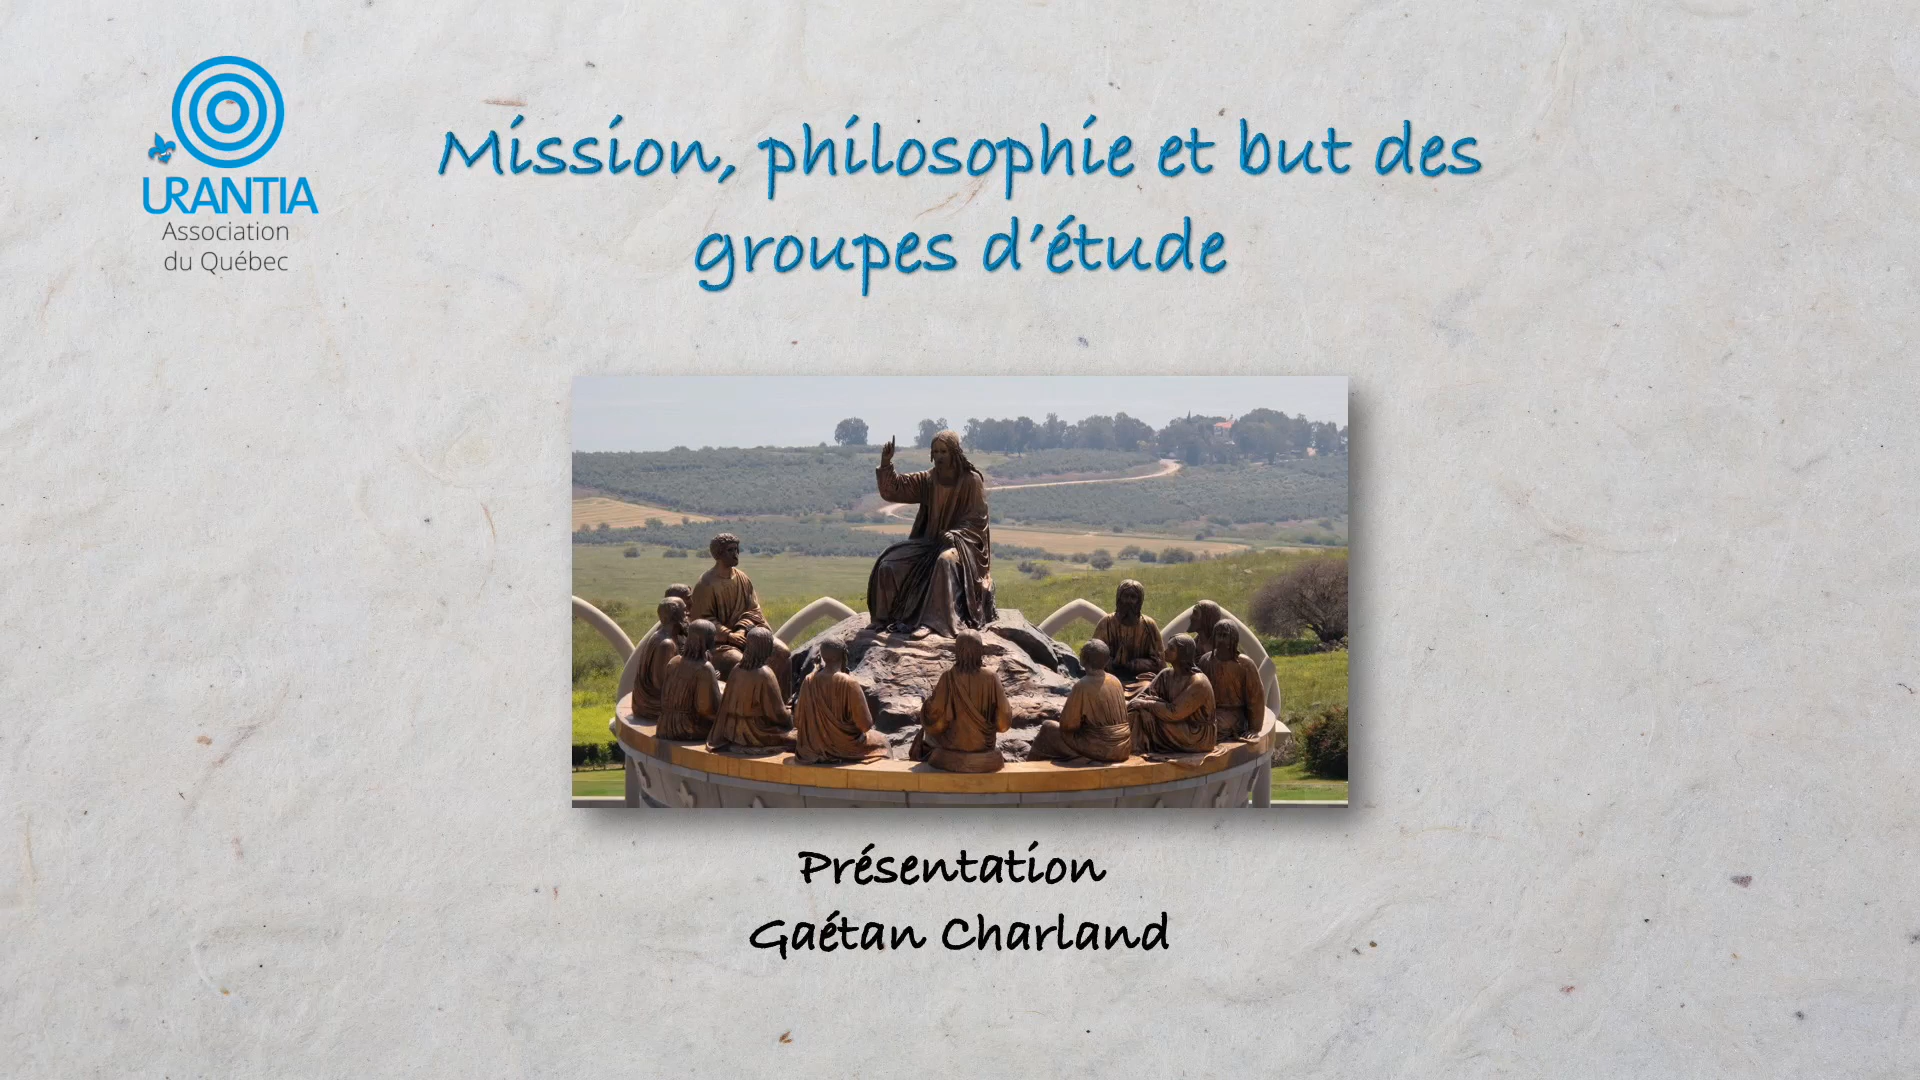 URANTIA
Association
du Québec
Mission, philosophie et but des
groupes d’étude
Présentation
Gaétan Charland